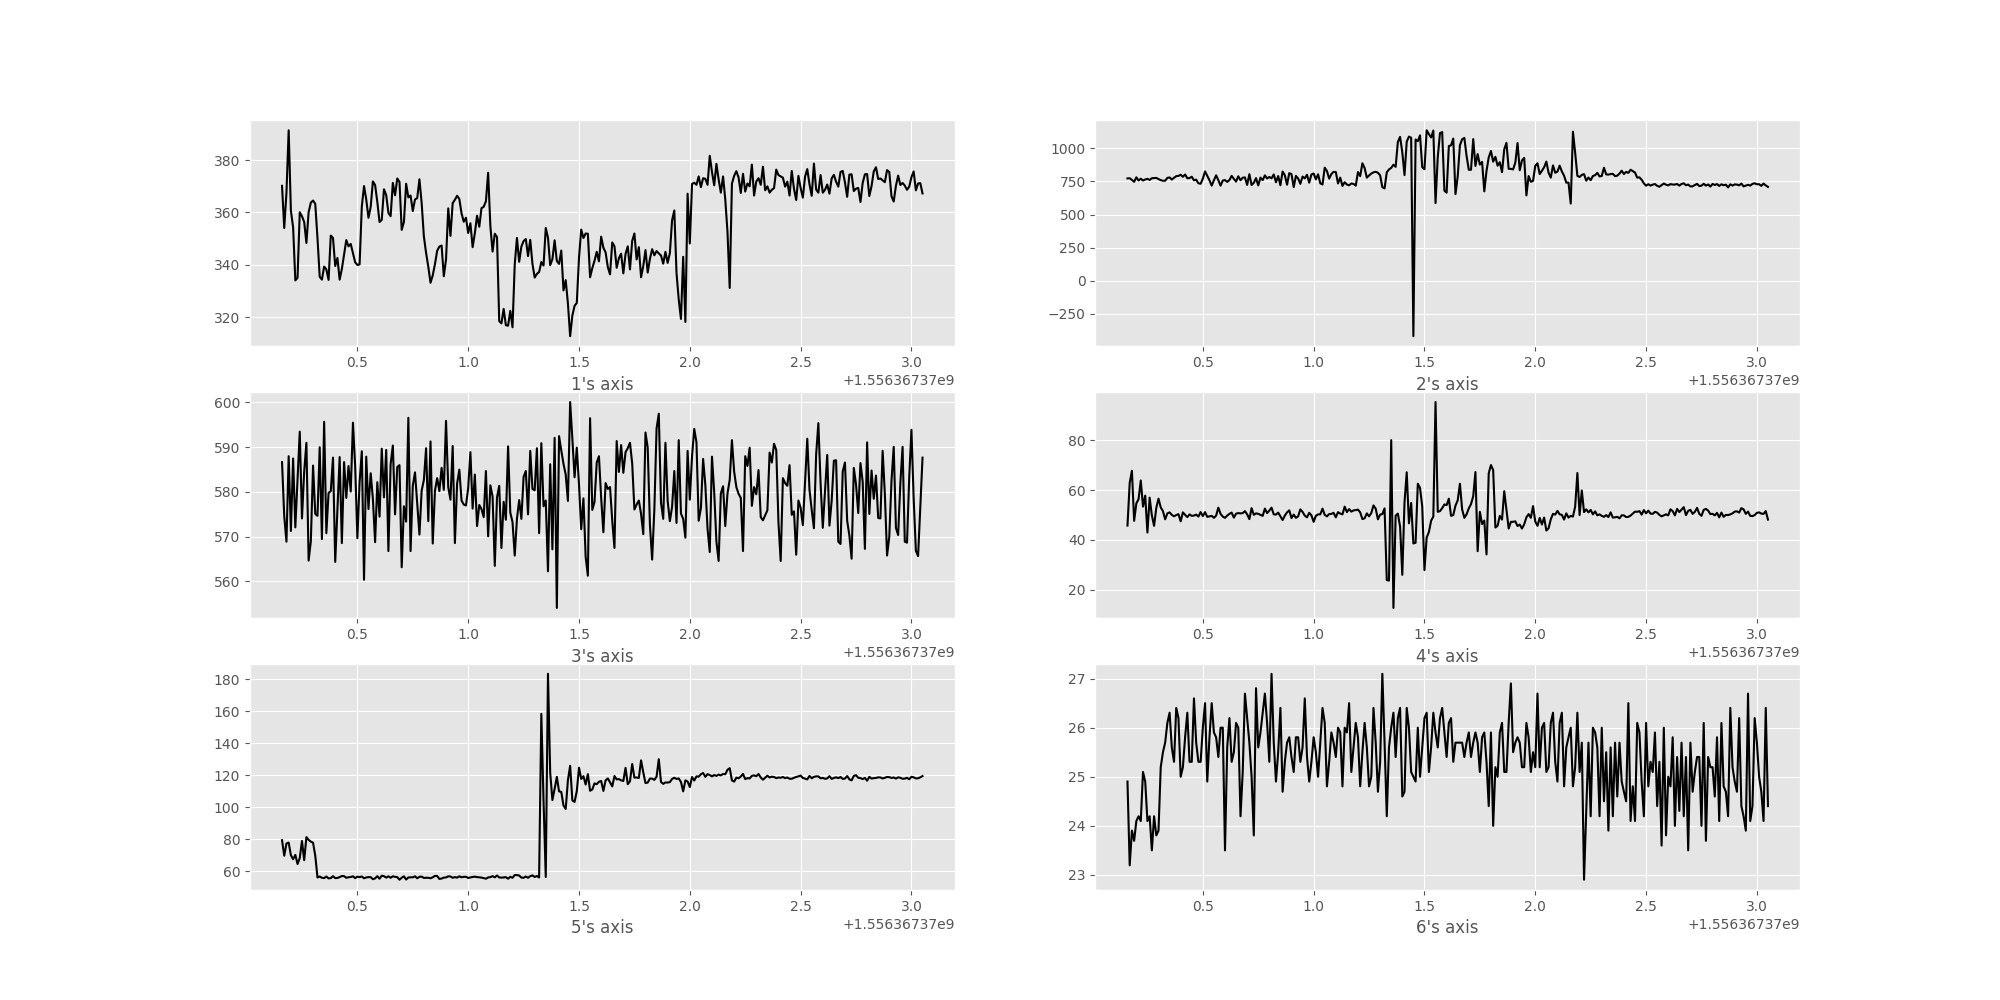 380
360
340
320
0.5 1.0 1.5 2.0 2.5 3.0
1's axis
+1.55636737e9
1000
750
500
250
0
−250
0.5 1.0 1.5 2.0 2.5 3.0
2's axis
+1.55636737e9
600
590
580
570
560
0.5 1.0 1.5 2.0 2.5 3.0
3's axis
+1.55636737e9
80
60
40
20
0.5 1.0 1.5 2.0 2.5 3.0
4's axis
+1.55636737e9
180
160
140
120
100
80
60
0.5 1.0 1.5 2.0 2.5 3.0
5's axis
+1.55636737e9
27
26
25
24
23
0.5 1.0 1.5 2.0 2.5 3.0
6's axis
+1.55636737e9